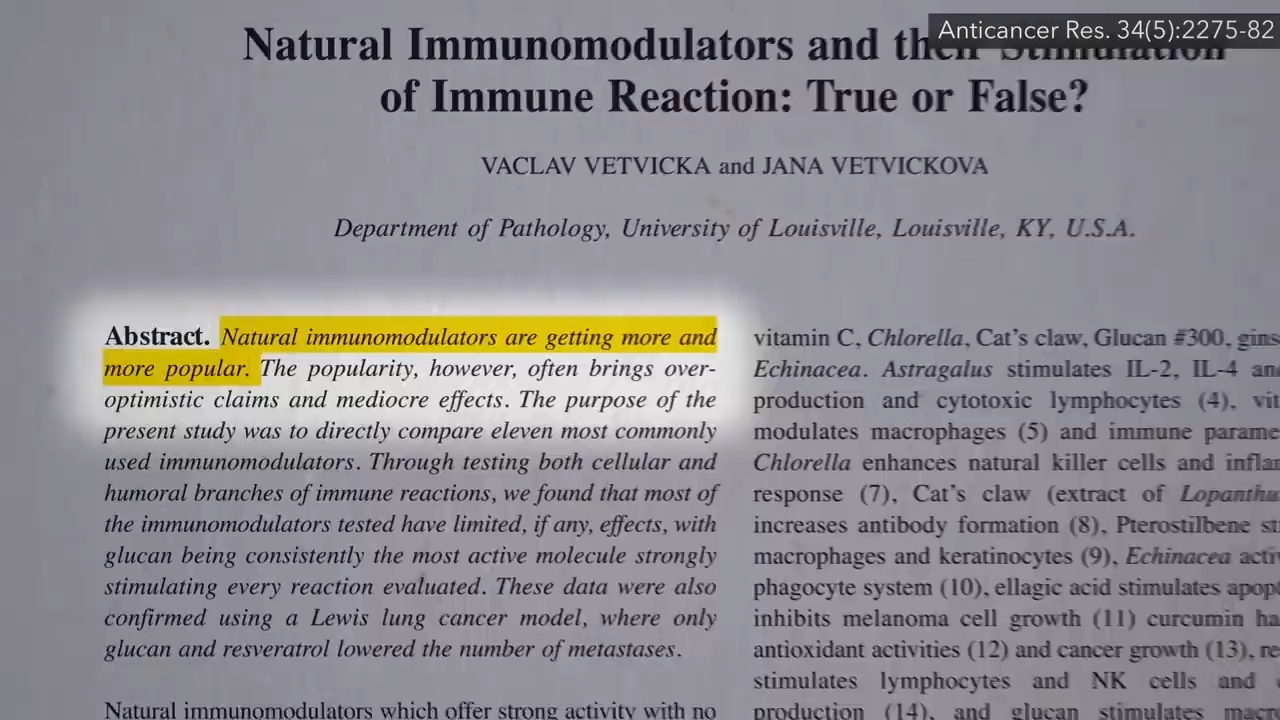 Anticancer Res. 34(5):2275-82
Natural Immunomodulators and their Stimulation
of Immune Reaction: True or False?
VACLAV VETVICKA and JANA VETVICKOVA
Department of Pathology, University of Louisville, Louisville, KY, U.S.A.
Abstract. Natural immunomodulators are getting more and
more popular. The popularity, however, often brings over-
optimistic claims and mediocre effects. The purpose of the
present study was to directly compare eleven most commonly
used immunomodulators. Through testing both cellular and
humoral branches of immune reactions, we found that most of
the immunomodulators tested have limited, if any, effects, with
glucan being consistently the most active molecule strongly
stimulating every reaction evaluated. These data were also
confirmed using a Lewis lung cancer model, where only
glucan and resveratrol lowered the number of metastases.
Natural immunomodulators which offer strong activity with no
vitamin C, Chlorella, Cat's claw, Glucan #300,
Echinacea. Astragalus stimulates IL-2, IL-4
production and cytotoxic lymphocytes (4),
modulates macrophages (5) and immune
Chlorella enhances natural killer cells and
response (7), Cat's claw (extract of
increases antibody formation (8), Pterostilbene
macrophages and keratinocytes (9), Echinacea
phagocyte system (10), ellagic acid stimulates
inhibits melanoma cell growth (11) curcumin
antioxidant activities (12) and cancer growth (13),
stimulates lymphocytes and NK cells and
production (14), and glucan stimulates